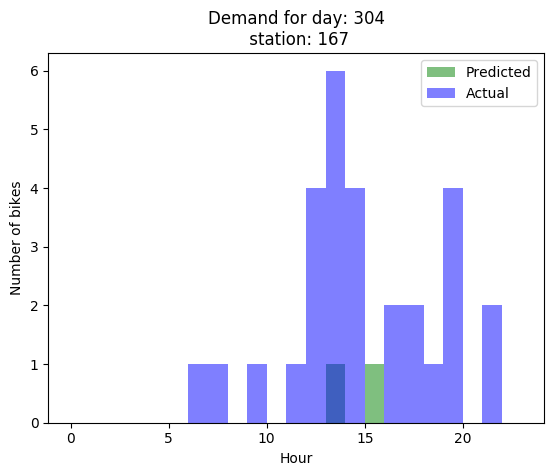 Demand for day: 304
station: 167
Predicted
Actual
Number of bikes
6
5
4
3
2
1
0
0 5 10 15 20
Hour